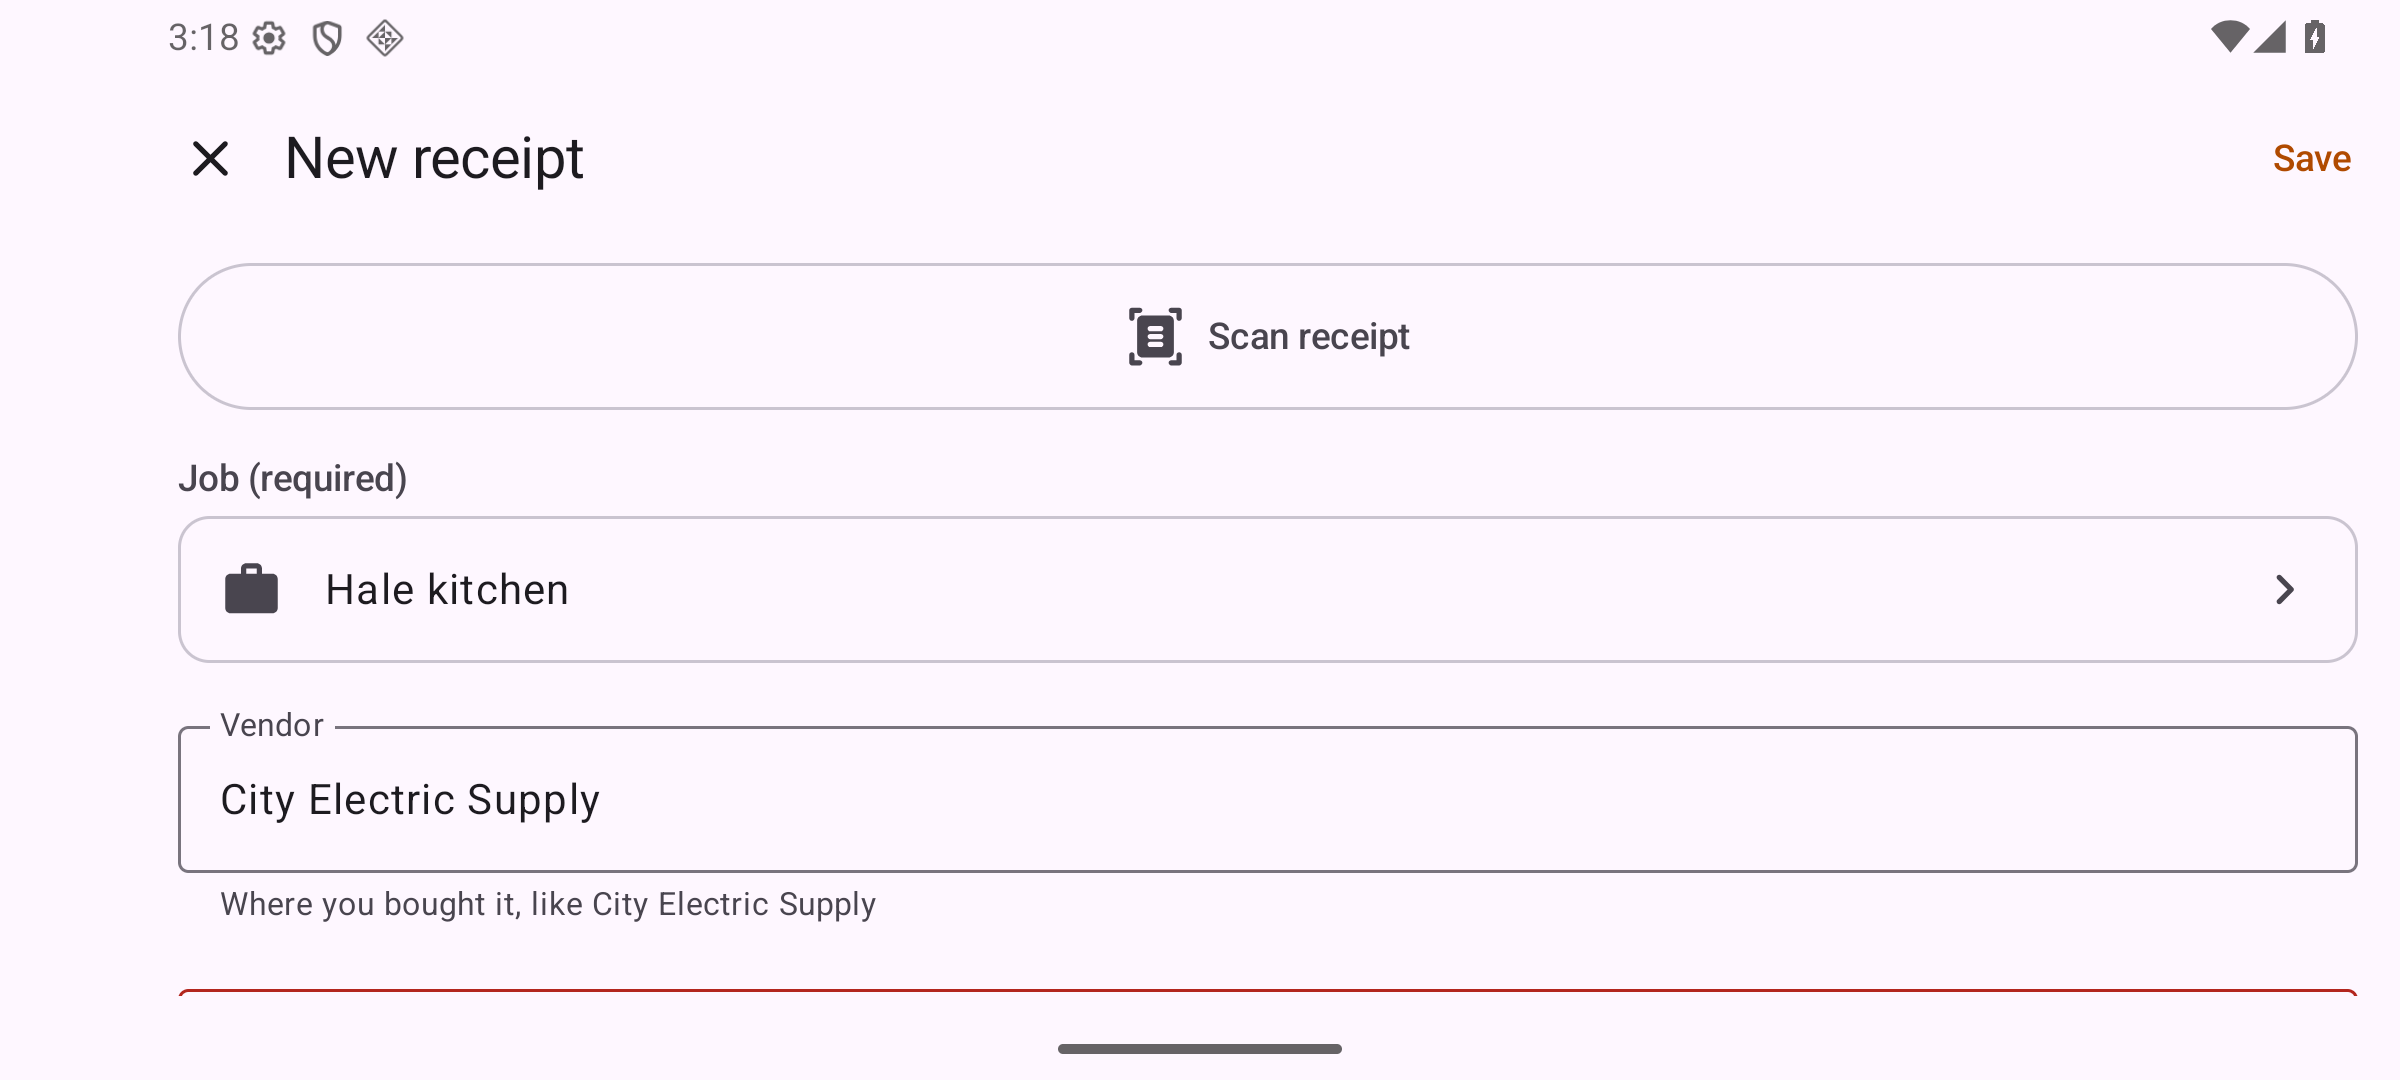 3:18
New receipt
Save
Scan receipt
Job (required)
Hale kitchen
Vendor
City Electric Supply
Where you bought it, like City Electric Supply